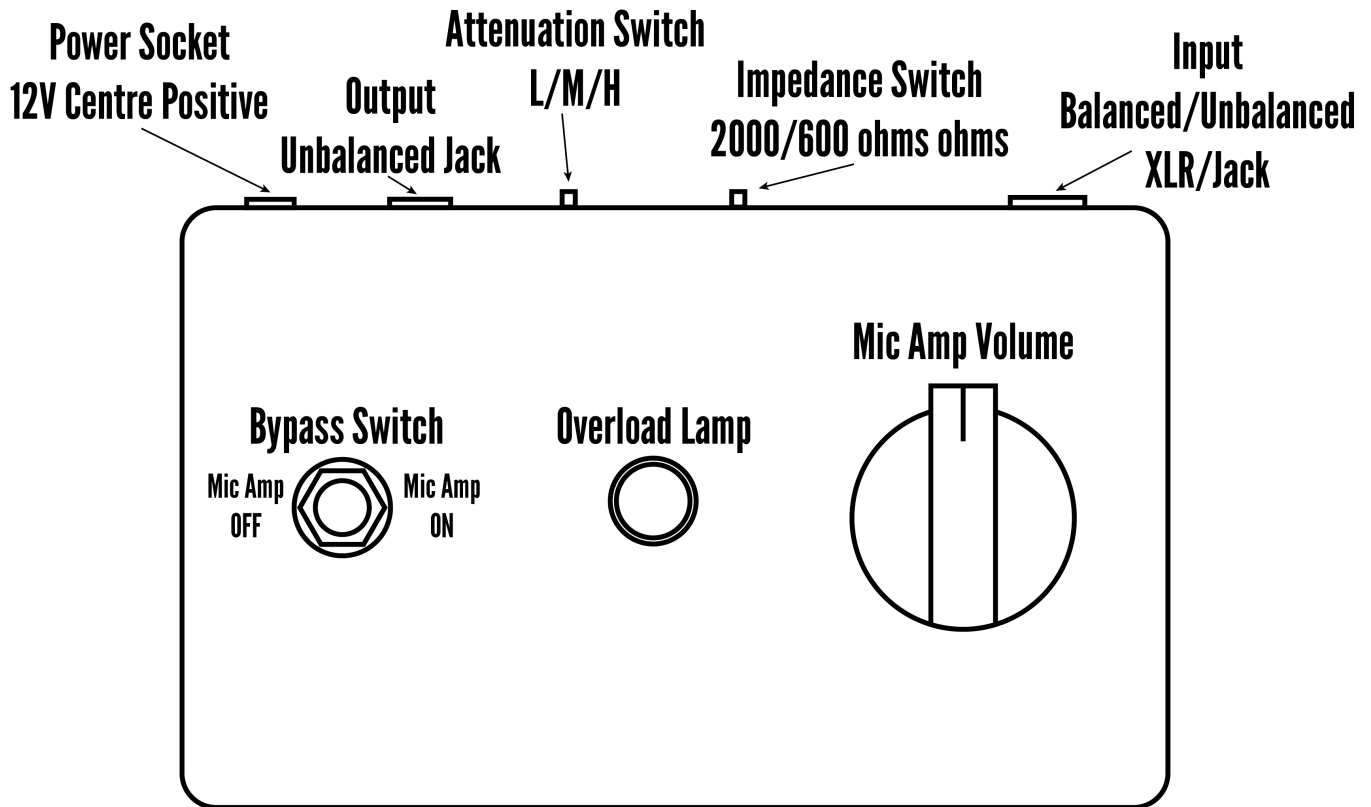 Power Socket
12V Centre Positive
Output
Unbalanced Jack
Attenuation Switch
L/M/H
Impedance Switch
2000/600 ohms ohms
Input
Balanced/Unbalanced
XLR/Jack
Mic Amp Volume
Bypass Switch
Mic Amp
OFF
Mic Amp
ON
Overload Lamp